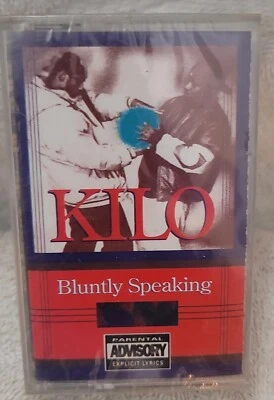 KILO
Bluntly Speaking
PARENTAL
ADVISORY
EXPLICIT LYRICS